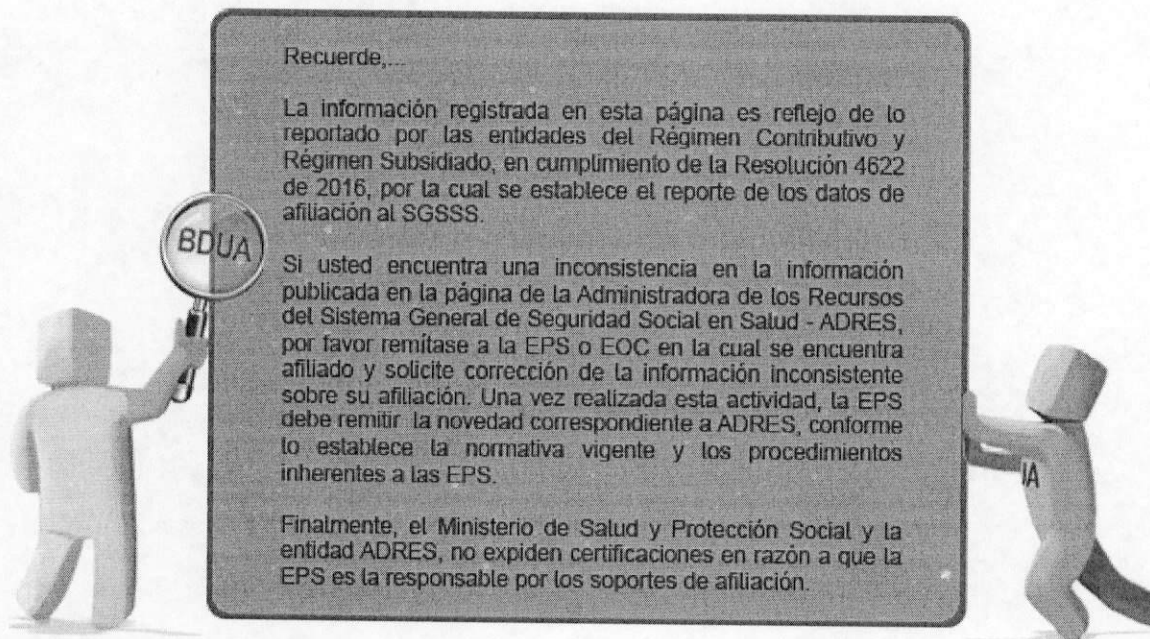 Recuerde,...
La información registrada en esta página es reflejo de lo
reportado por las entidades del Régimen Contributivo y
Régimen Subsidiado, en cumplimiento de la Resolución 4622
de 2016, por la cual se establece el reporte de los datos de
afiliación al SGSSS.
BDUA
Si usted encuentra una inconsistencia en la información
publicada en la página de la Administradora de los Recursos
del Sistema General de Seguridad Social en Salud - ADRES,
por favor remítase a la EPS o EOC en la cual se encuentra
afiliado y solicite corrección de la información inconsistente
sobre su afiliación. Una vez realizada esta actividad, la EPS
debe remitir la novedad correspondiente a ADRES, conforme
lo establece la normativa vigente y los procedimientos
inherentes a las EPS.
IA
Finalmente, el Ministerio de Salud y Protección Social y la
entidad ADRES, no expiden certificaciones en razón a que la
EPS es la responsable por los soportes de afiliación.